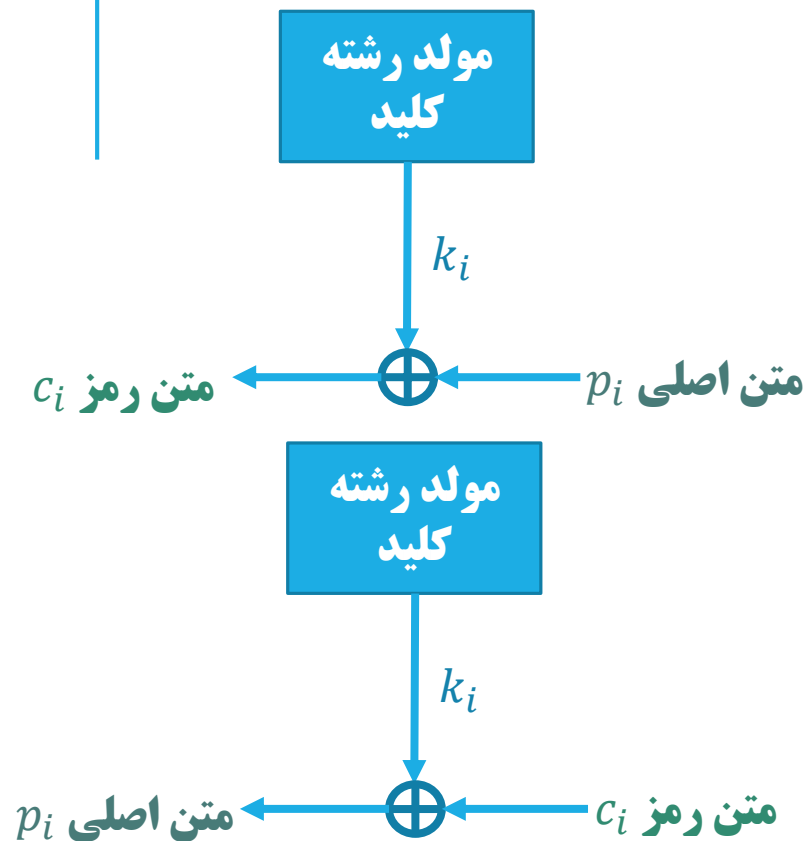 مولد رشته
کلید
k_i
متن اصلی p_i
متن رمز c_i
مولد رشته
کلید
k_i
متن رمز c_i
متن اصلی p_i